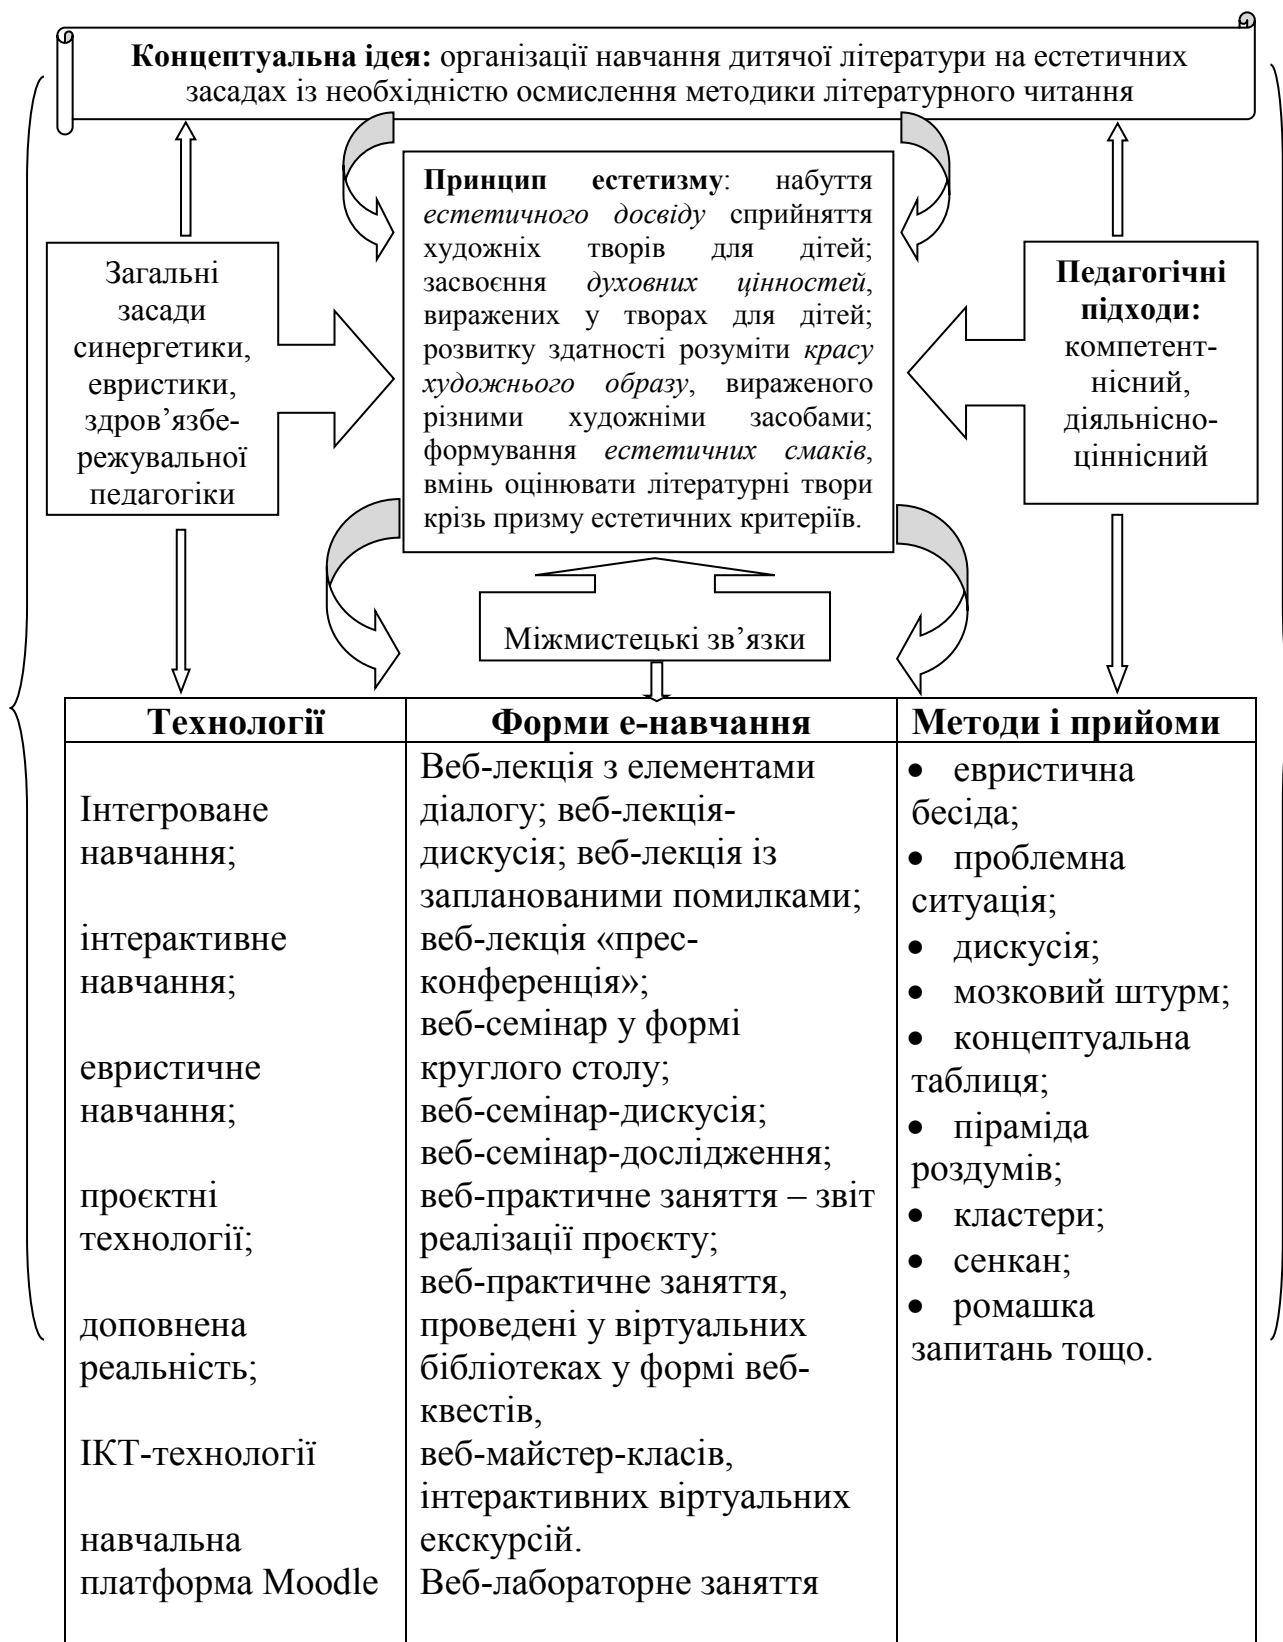 Концептуальна ідея: організації навчання дитячої літератури на естетичних
засадах із необхідністю осмислення методики літературного читання
Загальні
засади
синергетики,
евристики,
здров’язбе-
режувальної
педагогіки
Принцип естетизму: набуття
естетичного досвіду сприйняття
художніх творів для дітей;
засвоєння духовних цінностей,
виражених у творах для дітей;
розвитку здатності розуміти красу
художнього образу, вираженого
різними художніми засобами;
формування естетичних смаків,
вмінь оцінювати літературні твори
крізь призму естетичних критеріїв.
Педагогічні
підходи:
компетент-
нісний,
діяльнісно-
ціннісний
Міжмистецькі зв’язки
Технології
Інтегроване
навчання;
інтерактивне
навчання;
евристичне
навчання;
проєктні
технології;
доповнена
реальність;
ІКТ-технології
навчальна
платформа Moodle
Форми е-навчання
Веб-лекція з елементами
діалогу; веб-лекція-
дискусія; веб-лекція із
запланованими помилками;
веб-лекція «прес-
конференція»;
веб-семінар у формі
круглого столу;
веб-семінар-дискусія;
веб-семінар-дослідження;
веб-практичне заняття – звіт
реалізації проєкту;
веб-практичне заняття,
проведені у віртуальних
бібліотеках у формі веб-
квестів,
веб-майстер-класів,
інтерактивних віртуальних
екскурсій.
Веб-лабораторне заняття
Методи і прийоми
• евристична
бесіда;
• проблемна
ситуація;
• дискусія;
• мозковий штурм;
• концептуальна
таблиця;
• піраміда
роздумів;
• кластери;
• сенкан;
• ромашка
запитань тощо.